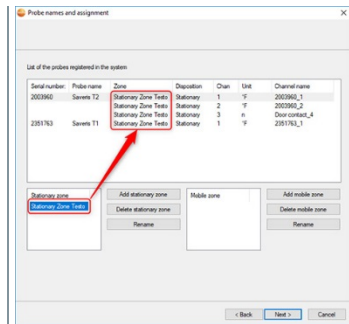 Probe names and assignment
List of the probes registered in the system
Serial number: Probe name Zone Disposition Chan Unit Channel name
2003960 Saveris T2 Stationary Zone Testo Stationary 1 °F 2003960_1
Stationary Zone Testo Stationary 2 °F 2003960_2
Stationary Zone Testo Stationary 3 n Door contact_4
2351763 Saveris T1 Stationary Zone Testo Stationary 1 °F 2351763_1
Stationary zone
Stationary Zone Testo
Add stationary zone
Delete stationary zone
Rename
Mobile zone
Add mobile zone
Delete mobile zone
Rename
< Back Next > Cancel